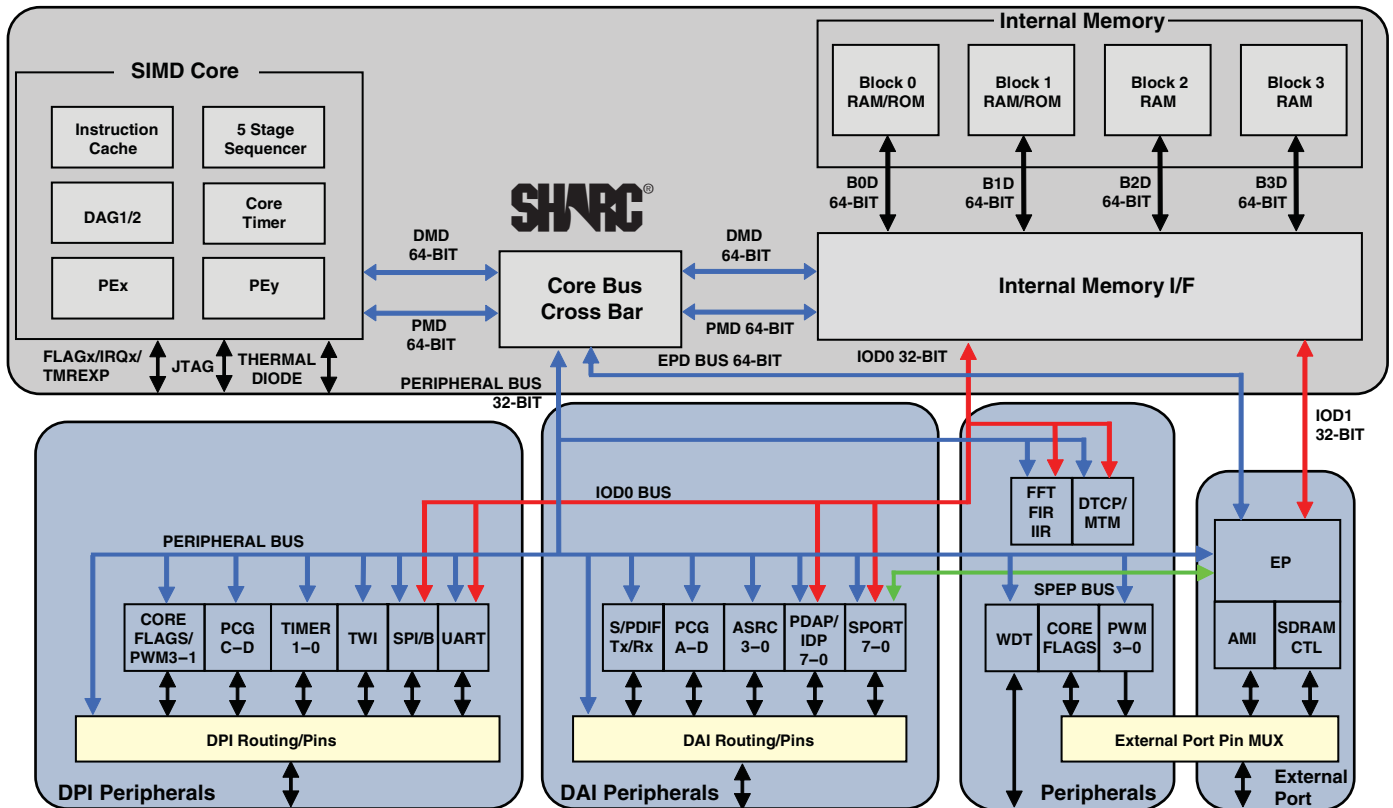 Internal Memory
SIMD Core
Block 0
RAM/ROM
Block 1
RAM/ROM
Block 2
RAM
Block 3
RAM
Instruction
Cache
5 Stage
Sequencer
DAG1/2
Core
Timer
PEx
PEy
SHARC®
B0D
64-BIT
B1D
64-BIT
B2D
64-BIT
B3D
64-BIT
DMD
64-BIT
DMD
64-BIT
Core Bus
Cross Bar
Internal Memory I/F
PMD
64-BIT
PMD 64-BIT
FLAGx/IRQx/
TMREXP
JTAG
THERMAL
DIODE
EPD BUS 64-BIT
IOD0 32-BIT
PERIPHERAL BUS
32-BIT
IOD1
32-BIT
IOD0 BUS
FFT
FIR
IIR
DTCP/
MTM
PERIPHERAL BUS
EP
SPEP BUS
CORE
FLAGS/
PWM3–1
PCG
C–D
TIMER
1–0
TWI
SPI/B
UART
S/PDIF
Tx/Rx
PCG
A–D
ASRC
3–0
PDAP/
IDP
7–0
SPORT
7–0
WDT
CORE
FLAGS
PWM
3–0
AMI
SDRAM
CTL
DPI Routing/Pins
DAI Routing/Pins
External Port Pin MUX
DPI Peripherals
DAI Peripherals
Peripherals
External
Port